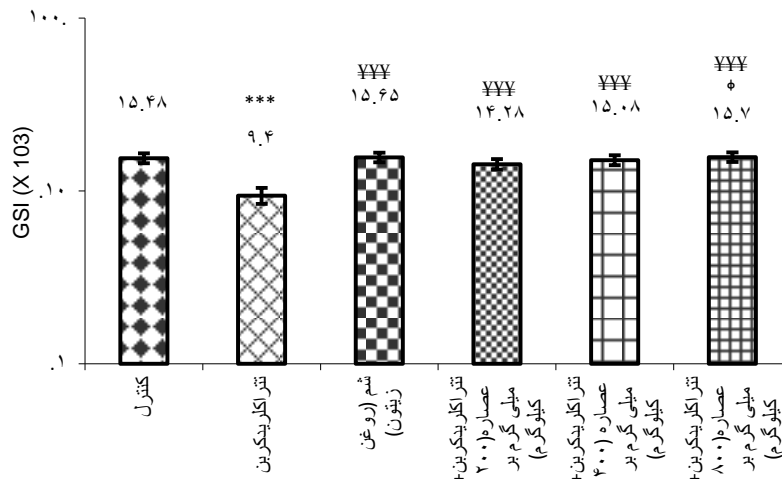 ۱۰۰.
.۱۰
.۱
GSI (X 103)
۱۵.۴۸
***
۹.۴
¥¥¥
۱۵.۶۵
¥¥¥
۱۴.۲۸
¥¥¥
۱۵.۰۸
¥¥¥
ϕ
۱۵.۷
کنترل
تتراکلریدکربن
شم (روغن
زیتون)
تتراکلریدکربن+
عصاره(۲۰۰
میلی گرم بر
کیلوگرم)
تتراکلریدکربن+
عصاره (۴۰۰
میلی گرم بر
کیلوگرم)
تتراکلریدکربن+
عصاره(۸۰۰
میلی گرم بر
کیلوگرم)